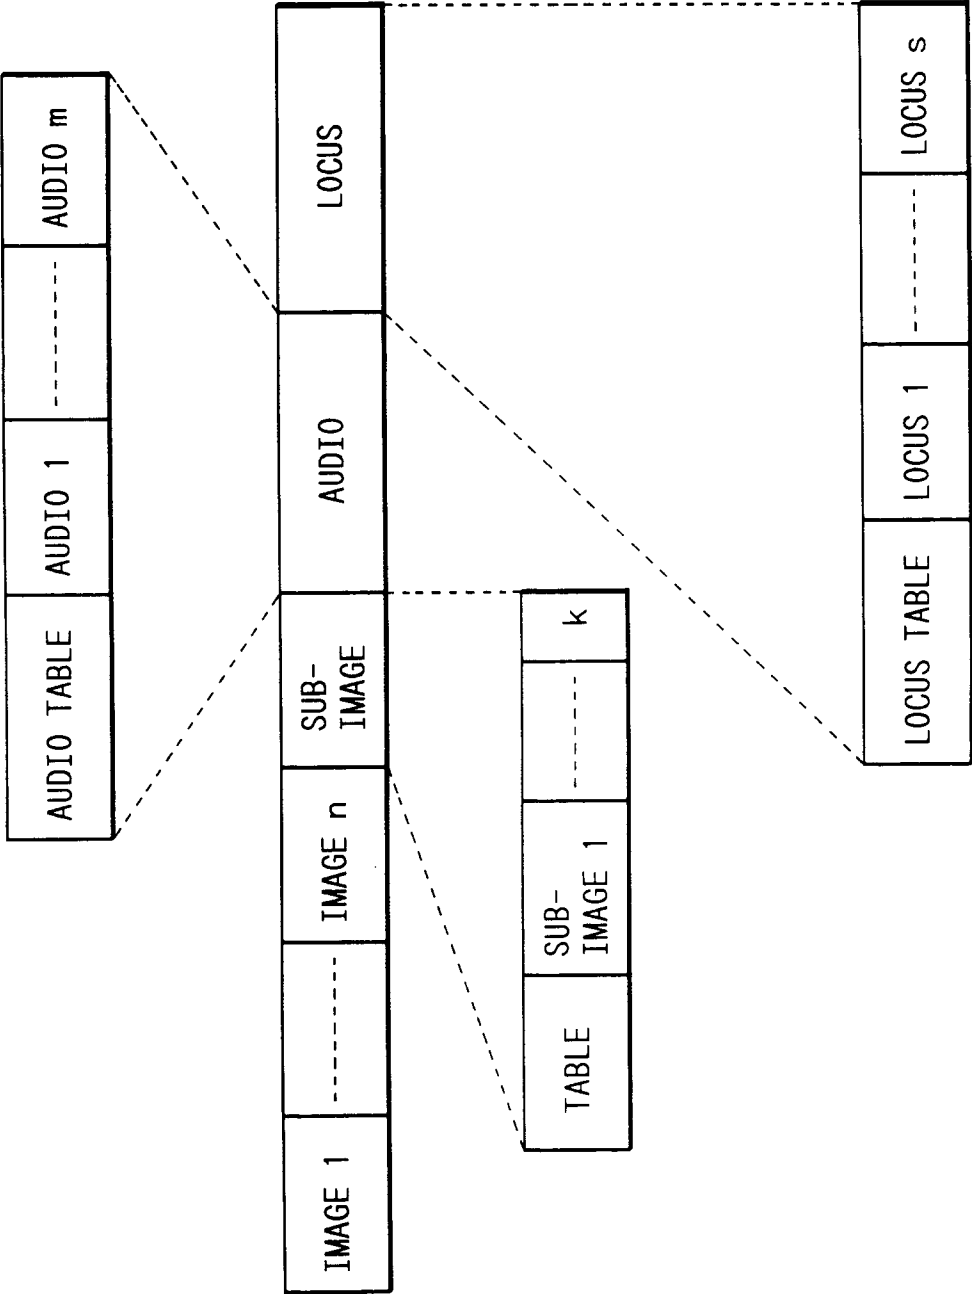 AUDIO TABLE
AUDIO 1
AUDIO m
IMAGE 1
IMAGE n
SUB-
IMAGE
AUDIO
LOCUS
TABLE
SUB-
IMAGE 1
k
LOCUS TABLE
LOCUS 1
LOCUS s